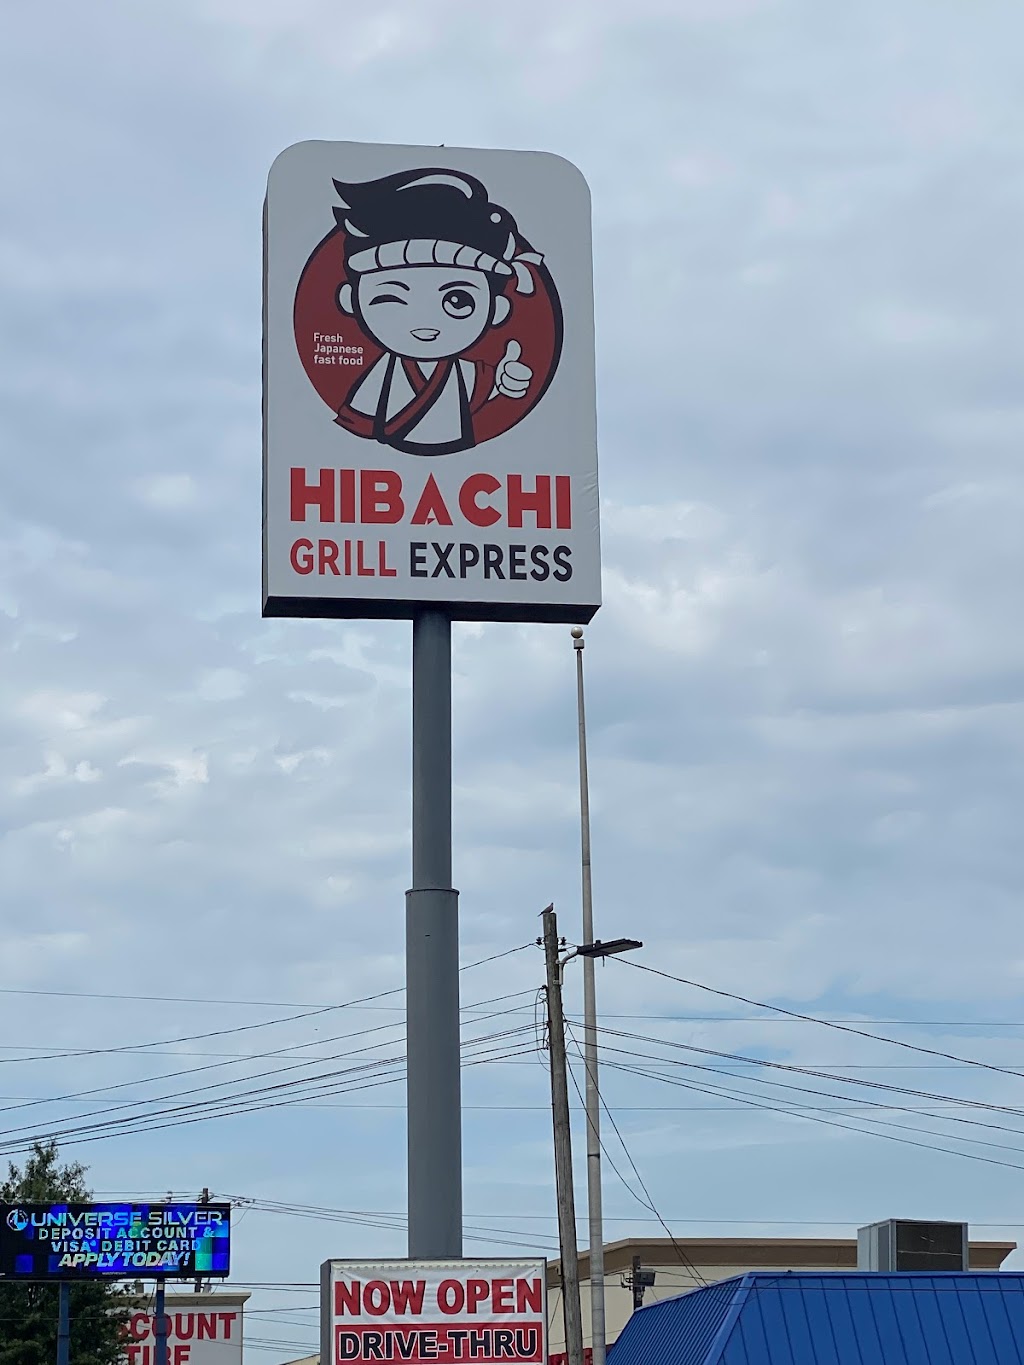 Fresh
Japanese
fast food
HIBACHI
GRILL EXPRESS
UNIVERSE SILVER
DEPOSIT ACCOUNT &
VISA® DEBIT CARD
APPLY TODAY!
NOW OPEN
DRIVE-THRU